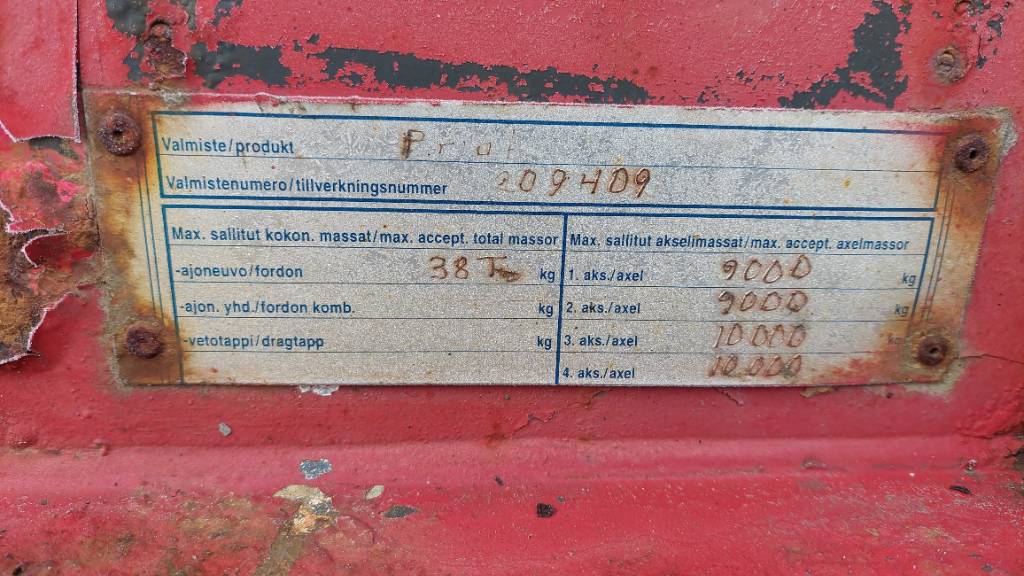 Valmiste/produkt
Valmistenumero/tillverkningsnummer 09409
Max. sallitut kokon. massat/max. accept. total massor
-ajoneuvo/fordon 38 T kg
-ajon. yhd./fordon komb. kg
-vetotappi/dragtapp kg
Max. sallitut akselimassat/max. accept. axelmassor
1. aks./axel 9000 kg
2. aks./axel 9000 kg
3. aks./axel 10000 kg
4. aks./axel 10.000